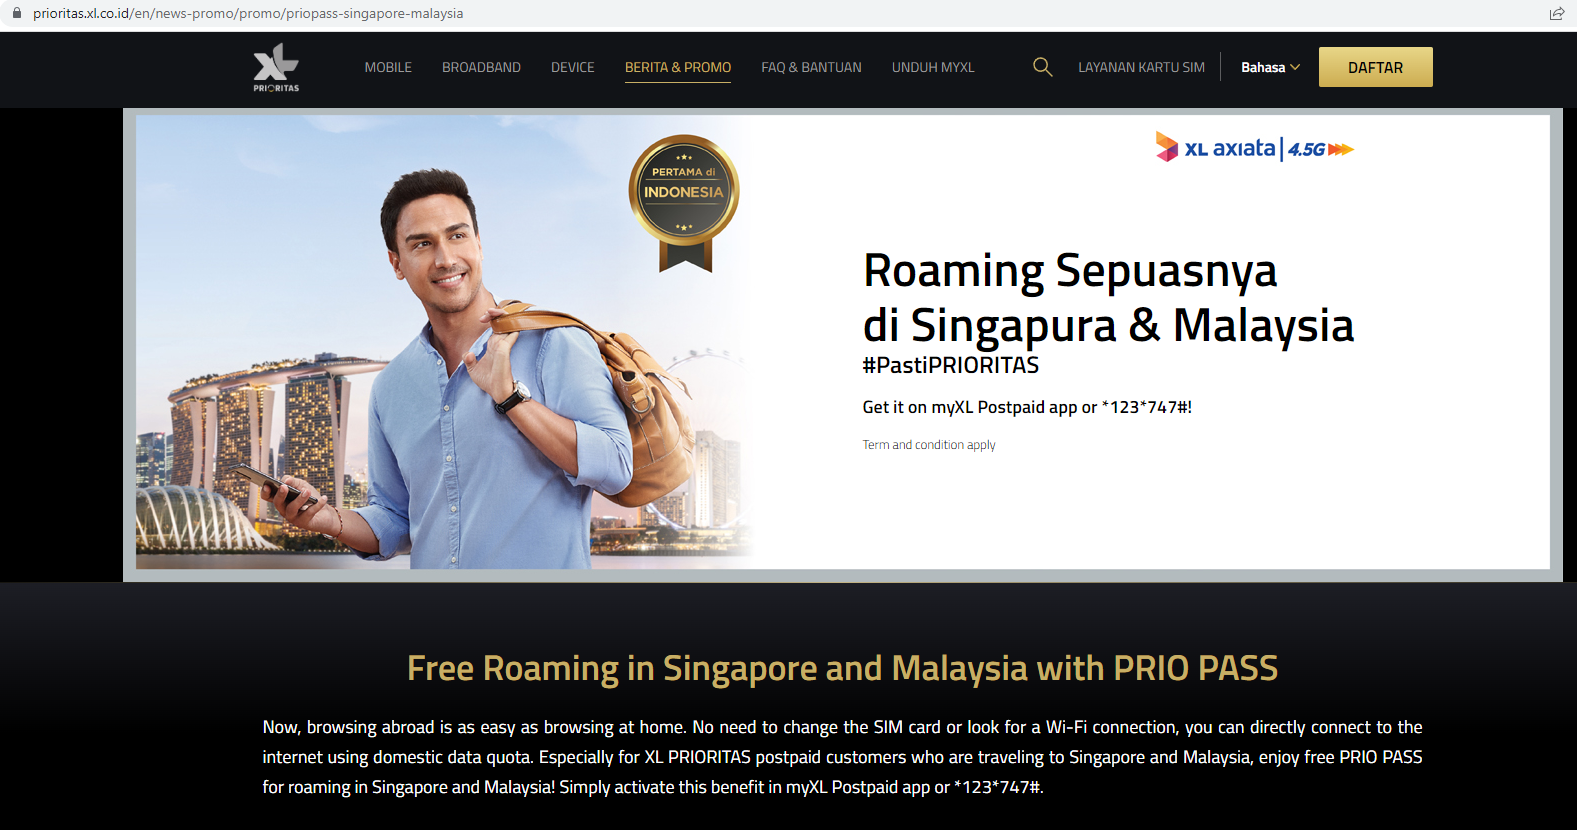 prioritas.xl.co.id/en/news-promo/promo/priopass-singapore-malaysia
XL
PRIORITAS
MOBILE
BROADBAND
DEVICE
BERITA & PROMO
FAQ & BANTUAN
UNDUH MYXL
LAYANAN KARTU SIM
Bahasa
DAFTAR
PERTAMA di
INDONESIA
XL axiata | 4.5G
Roaming Sepuasnya
di Singapura & Malaysia
#PastiPRIORITAS
Get it on myXL Postpaid app or *123*747#!
Term and condition apply
Free Roaming in Singapore and Malaysia with PRIO PASS
Now, browsing abroad is as easy as browsing at home. No need to change the SIM card or look for a Wi-Fi connection, you can directly connect to the
internet using domestic data quota. Especially for XL PRIORITAS postpaid customers who are traveling to Singapore and Malaysia, enjoy free PRIO PASS
for roaming in Singapore and Malaysia! Simply activate this benefit in myXL Postpaid app or *123*747#.